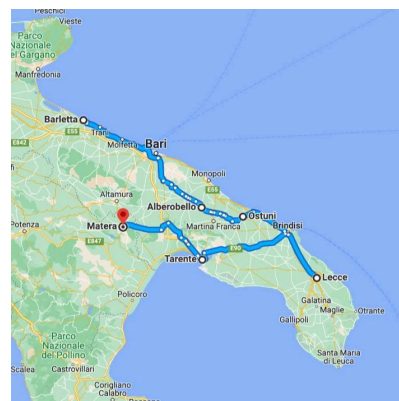 Peschici
Vieste
Parco
Nazionale
del Gargano
Manfredonia
Barletta
E55
Trani
E842
Molfetta
Bari
Monopoli
Altamura
E55
Alberobello
Ostuni
Potenza
Matera
Martina Franca
Brindisi
E847
E90
Tarente
Lecce
Policoro
Galatina
Maglie
Otrante
Gallipoli
Parco
Nazionale
del Pollino
Santa Maria
di Leuca
Scalea
Castrovillari
Corigliano
Calabro